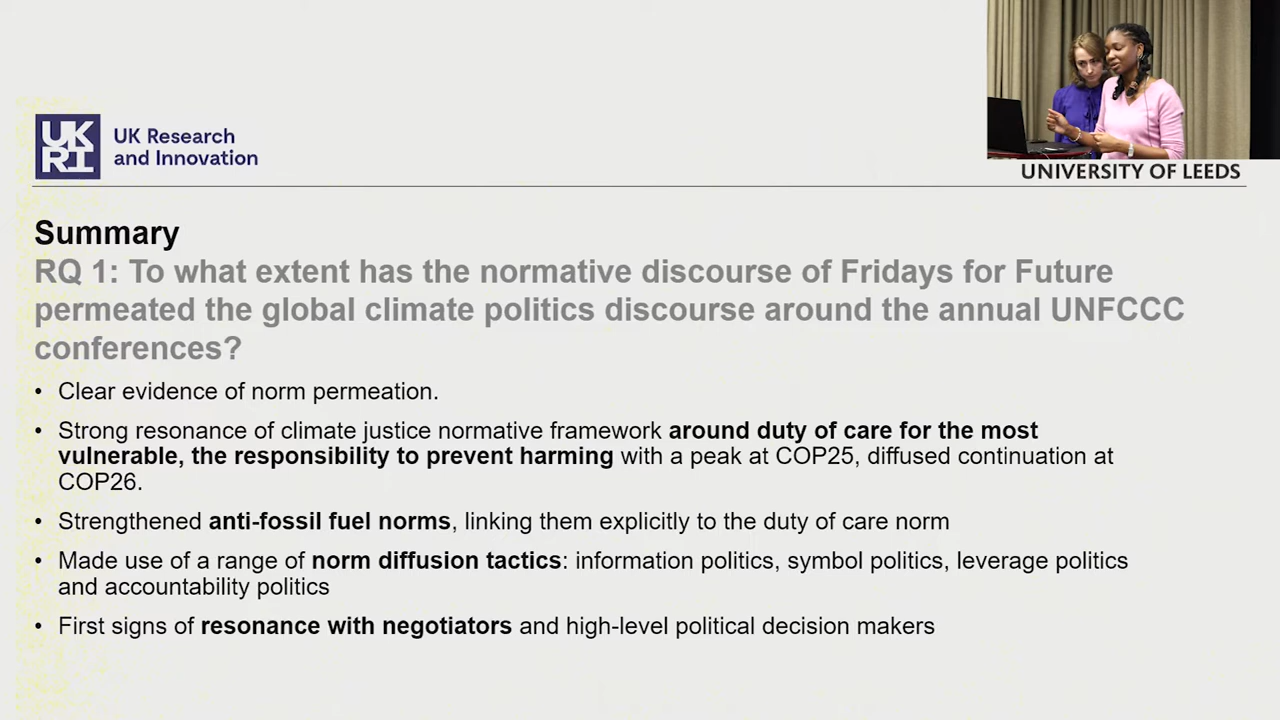 UK
RI
UK Research
and Innovation
UNIVERSITY OF LEEDS
Summary
RQ 1: To what extent has the normative discourse of Fridays for Future
permeated the global climate politics discourse around the annual UNFCCC
conferences?
• Clear evidence of norm permeation.
• Strong resonance of climate justice normative framework around duty of care for the most
vulnerable, the responsibility to prevent harming with a peak at COP25, diffused continuation at
COP26.
• Strengthened anti-fossil fuel norms, linking them explicitly to the duty of care norm
• Made use of a range of norm diffusion tactics: information politics, symbol politics, leverage politics
and accountability politics
• First signs of resonance with negotiators and high-level political decision makers